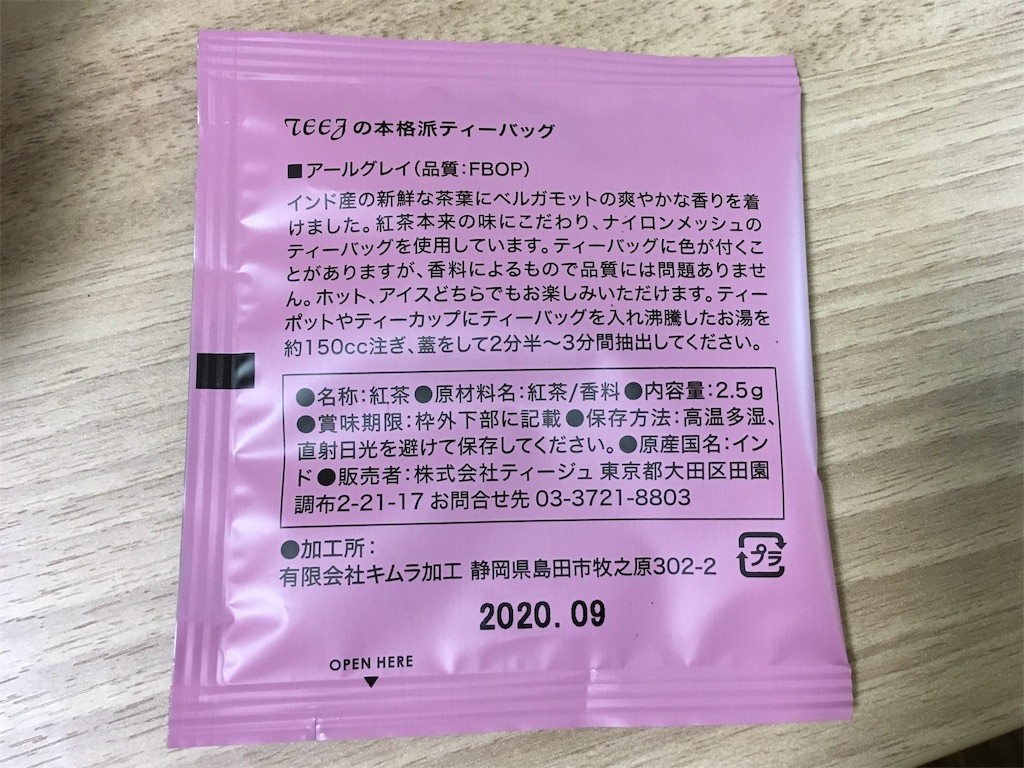 TEEJの本格派ティーバッグ
■アールグレイ(品質:FBOP)
インド産の新鮮な茶葉にベルガモットの爽やかな香りを着
けました。紅茶本来の味にこだわり、ナイロンメッシュの
ティーバッグを使用しています。ティーバッグに色が付くこ
とがありますが、香料によるもので品質には問題ありませ
ん。ホット、アイスどちらでもお楽しみいただけます。ティー
ポットやティーカップにティーバッグを入れ沸騰したお湯を
約150cc注ぎ、蓋をして2分半〜3分間抽出してください。
●名称:紅茶 ●原材料名:紅茶/香料 ●内容量:2.5g
●賞味期限:枠外下部に記載 ●保存方法:高温多湿、
直射日光を避けて保存してください。●原産国名:イン
ド ●販売者:株式会社ティージュ 東京都大田区田園
調布2-21-17 お問合せ先 03-3721-8803
●加工所:
有限会社キムラ加工 静岡県島田市牧之原302-2
プラ
2020.09
OPEN HERE